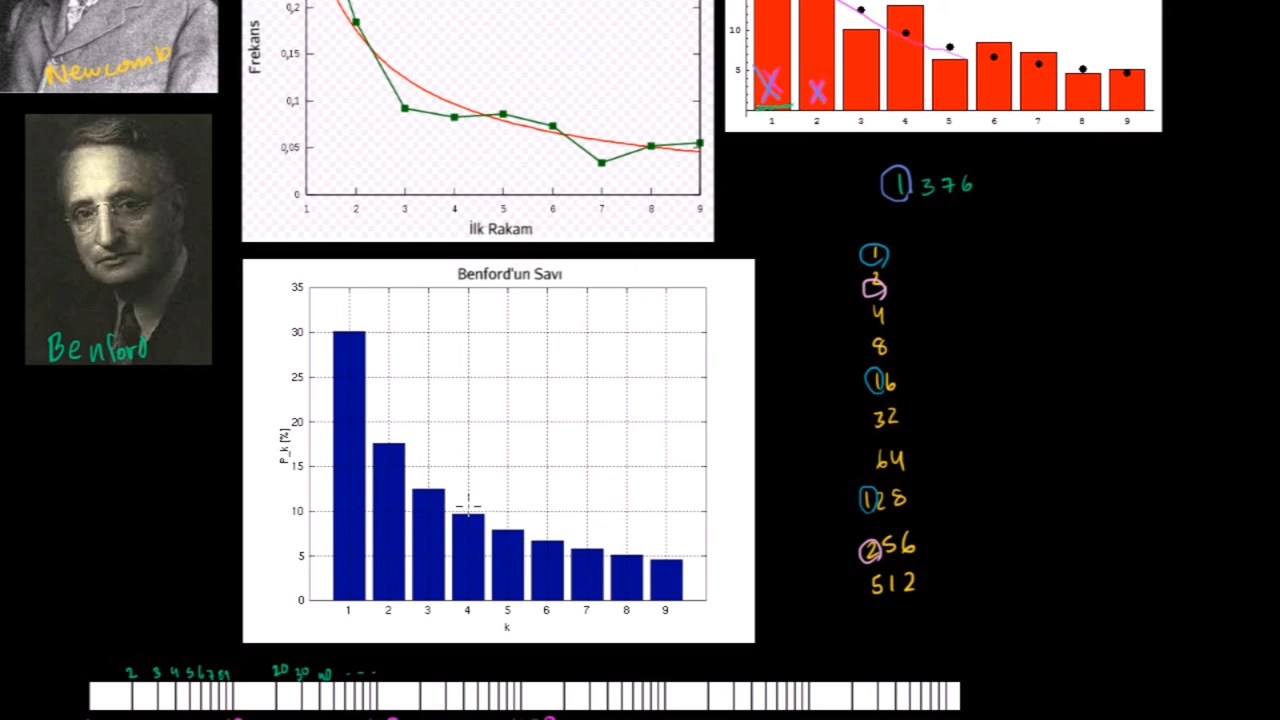 Newcomb
Benford
0,2
0,15
0,1
0,05
0
Frekans
1 2 3 4 5 6 7 8 9
İlk Rakam
10
5
X X
1 2 3 4 5 6 7 8 9
1.376
1
2
4
8
16
32
64
128
256
512
Benford'un Savı
35
30
25
20
15
10
5
0
P_k [%]
1 2 3 4 5 6 7 8 9
k
2 3 4 5 6 7 8 9 20 30 40 ---